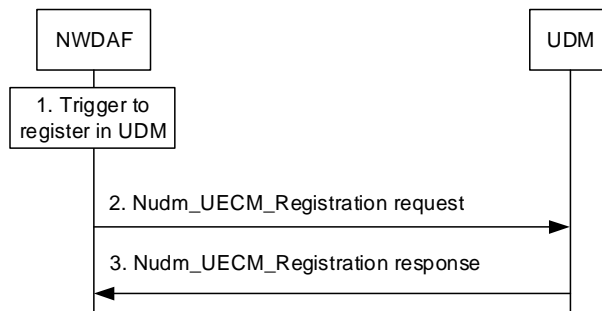 NWDAF
UDM
1. Trigger to
register in UDM
2. Nudm_UECM_Registration request
3. Nudm_UECM_Registration response